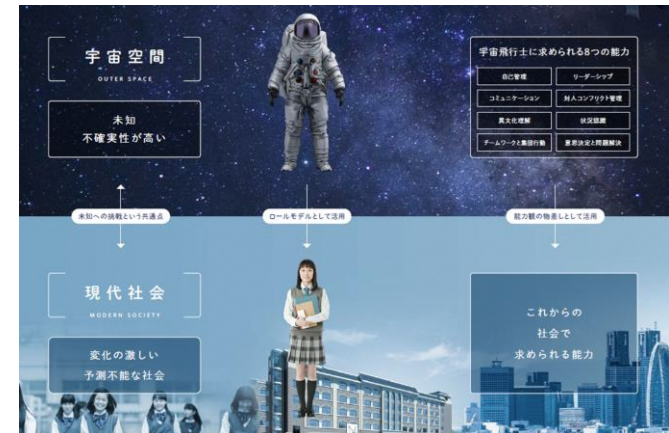 宇宙空間
OUTER SPACE
未知
不確実性が高い
宇宙飛行士に求められる8つの能力
自己管理
リーダーシップ
コミュニケーション
対人コンフリクト管理
異文化理解
状況認識
チームワークと集団行動
意思決定と問題解決
未知への挑戦という共通点
ロールモデルとして活用
能力観の物差しとして活用
現代社会
MODERN SOCIETY
変化の激しい
予測不能な社会
これからの
社会で
求められる能力